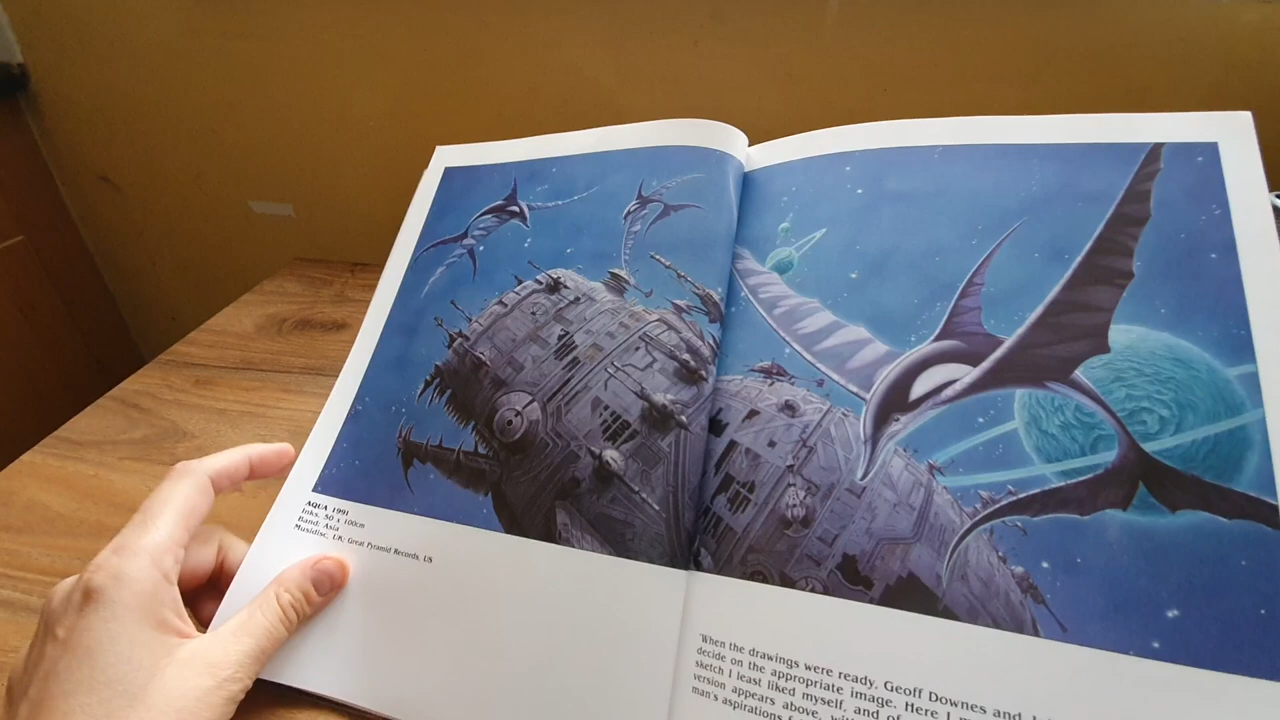 AQUA 1991
Inks. 50 x 100cm
Band: Asia
Musidisc, UK; Great Pyramid Records, US
'When the drawings were ready, Geoff Downes and
decide on the appropriate image. Here I
sketch I least liked myself, and of
version appears above,
man's aspirations